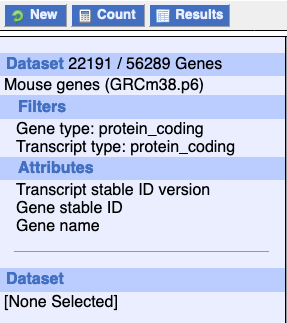 New Count Results
Dataset 22191 / 56289 Genes
Mouse genes (GRCm38.p6)
Filters
Gene type: protein_coding
Transcript type: protein_coding
Attributes
Transcript stable ID version
Gene stable ID
Gene name
Dataset
[None Selected]